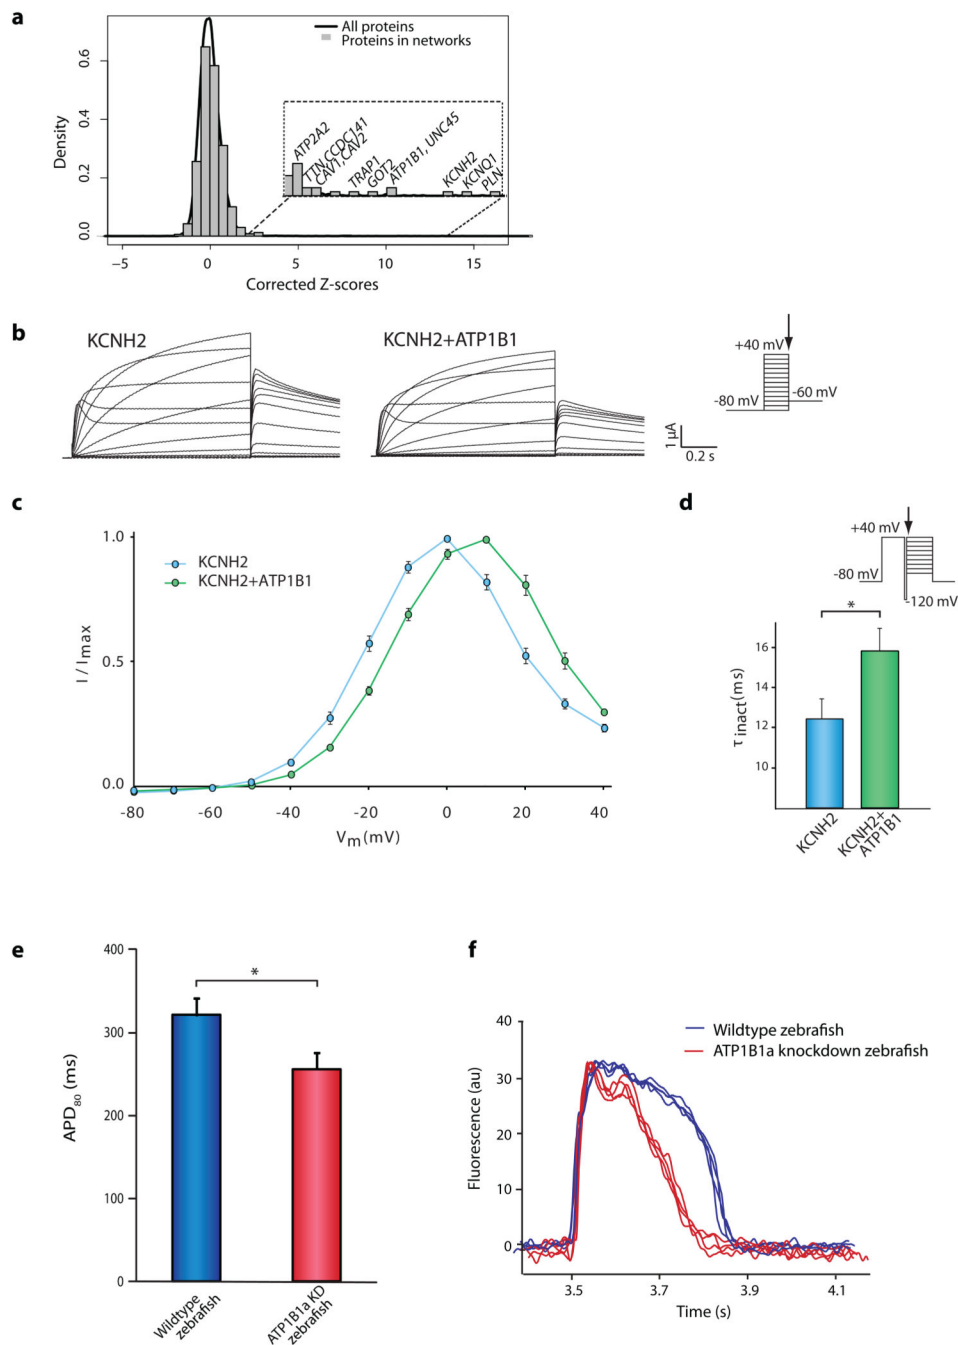 a
All proteins
Proteins in networks
Density
0.6
0.4
0.2
0.0
ATP2A2
TTN,CCDC141
CAV1,CAV2
TRAP1
GOT2
ATP1B1, UNC45
KCNH2
KCNQ1
PLN
−5 0 5 10 15
Corrected Z-scores
b
KCNH2
KCNH2+ATP1B1
+40 mV
-80 mV
-60 mV
1 µA
0.2 s
c
KCNH2
KCNH2+ATP1B1
I / Imax
1.0
0.5
0.0
-80 -60 -40 -20 0 20 40
Vm(mV)
d
+40 mV
-80 mV
-120 mV
*
τ inact(ms)
16
14
12
10
KCNH2
KCNH2+
ATP1B1
e
APD80 (ms)
400
300
200
100
0
*
Wildtype
zebrafish
ATP1B1a KD
zebrafish
f
Wildtype zebrafish
ATP1B1a knockdown zebrafish
Fluorescence (au)
40
30
20
10
0
3.5 3.7 3.9 4.1
Time (s)